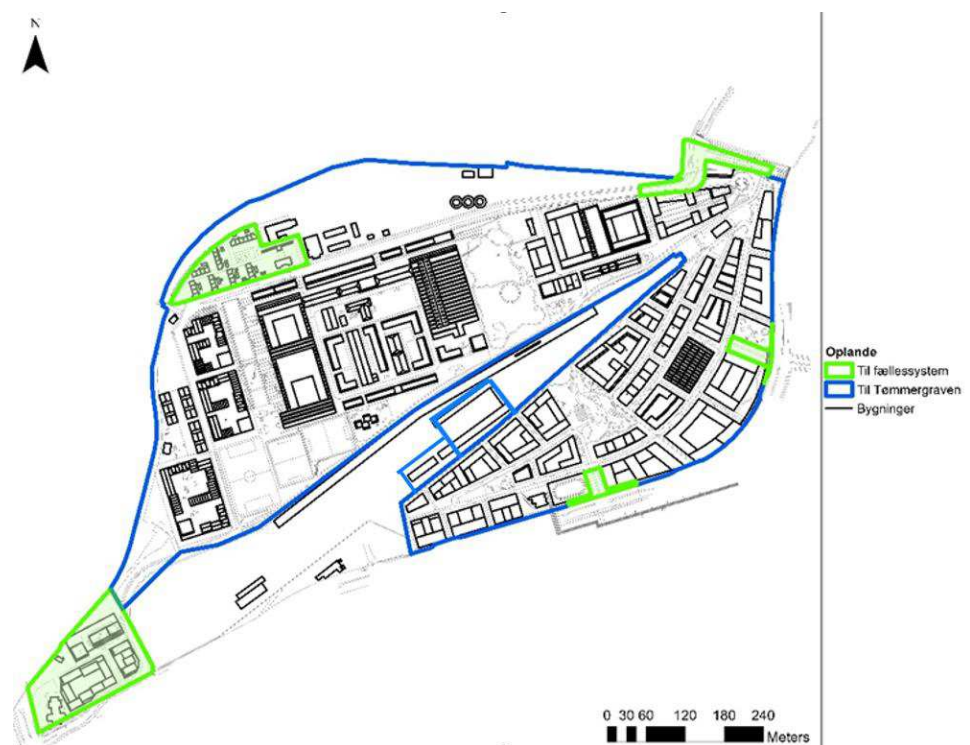 N
Oplande
Til fællessystem
Til Tømmergraven
Bygninger
0 30 60 120 180 240
Meters